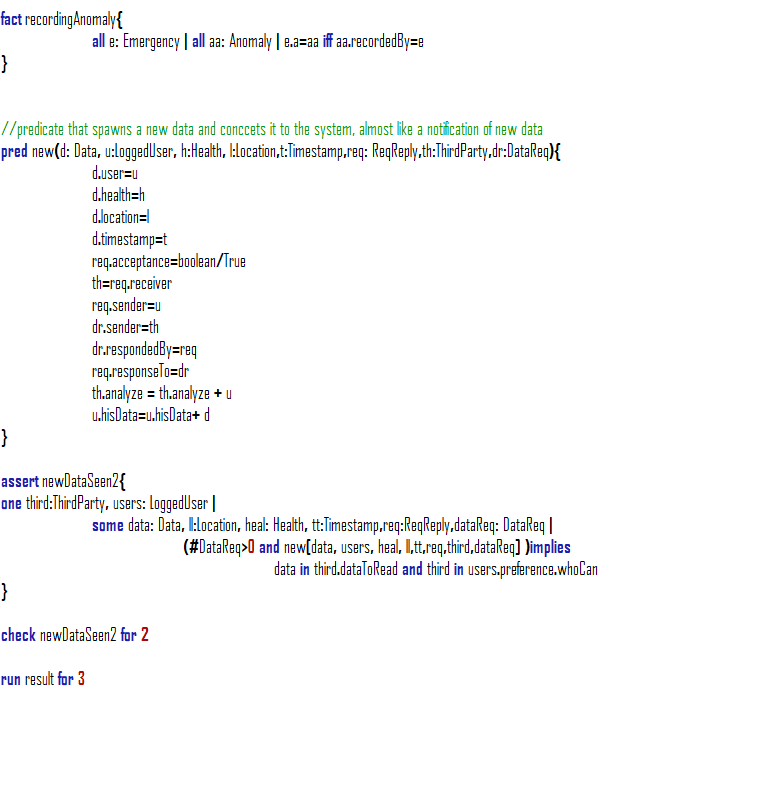 fact recordingAnomaly{
all e: Emergency | all aa: Anomaly | e.a=aa iff aa.recordedBy=e
}
//predicate that spawns a new data and conccets it to the system, almost like a notification of new data
pred new(d: Data, u:LoggedUser, h:Health, l:Location,t:Timestamp,req: ReqReply,th:ThirdParty,dr:DataReq){
d.user=u
d.health=h
d.location=l
d.timestamp=t
req.acceptance=boolean/True
th=req.receiver
req.sender=u
dr.sender=th
dr.respondedBy=req
req.responseTo=dr
th.analyze = th.analyze + u
u.hisData=u.hisData+ d
}
assert newDataSeen2{
one third:ThirdParty, users: LoggedUser |
some data: Data, ll:Location, heal: Health, tt:Timestamp,req:ReqReply,dataReq: DataReq |
(#DataReq>0 and new[data, users, heal, ll,tt,req,third,dataReq] )implies
data in third.dataToRead and third in users.preference.whoCan
}
check newDataSeen2 for 2
run result for 3